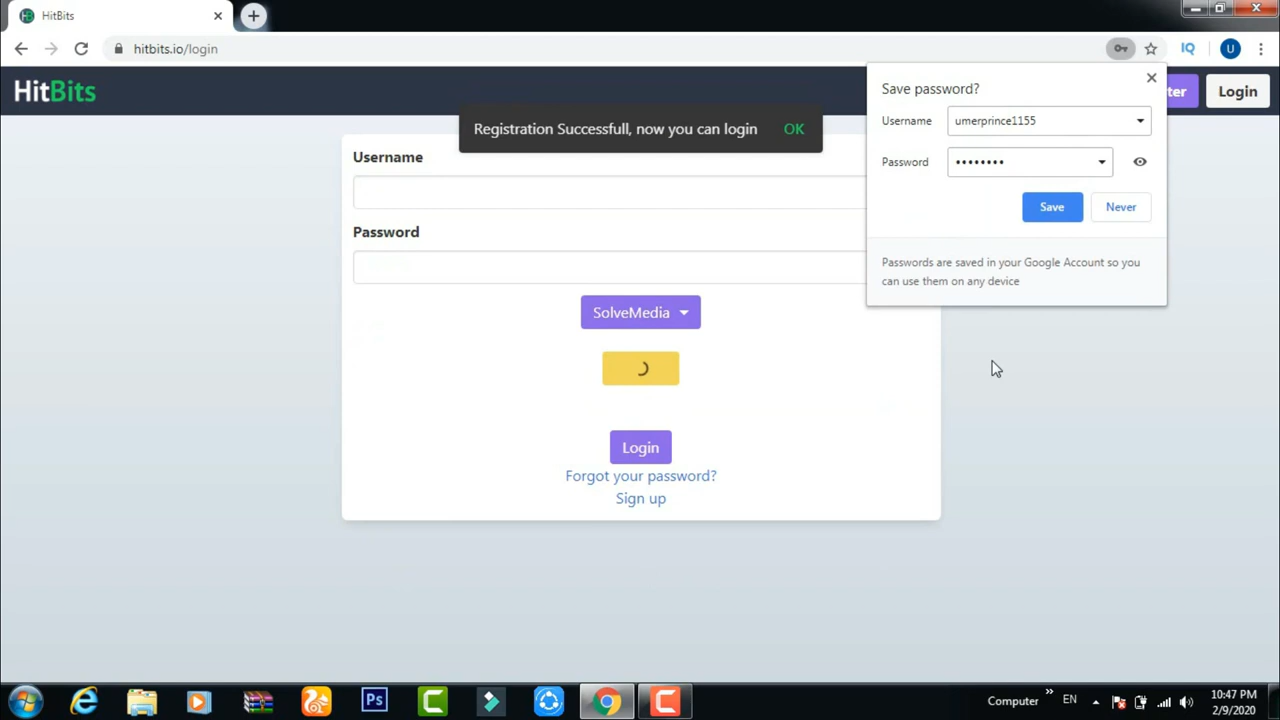 HitBits
hitbits.io/login
IQ
U
HitBits
ter
Login
Registration Successful, now you can login OK
Save password?
Username umerprince1155
Password ••••••••
Save Never
Passwords are saved in your Google Account so you
can use them on any device
Username
Password
SolveMedia
Login
Forgot your password?
Sign up
Ps
C
C
Computer
EN
10:47 PM
2/9/2020